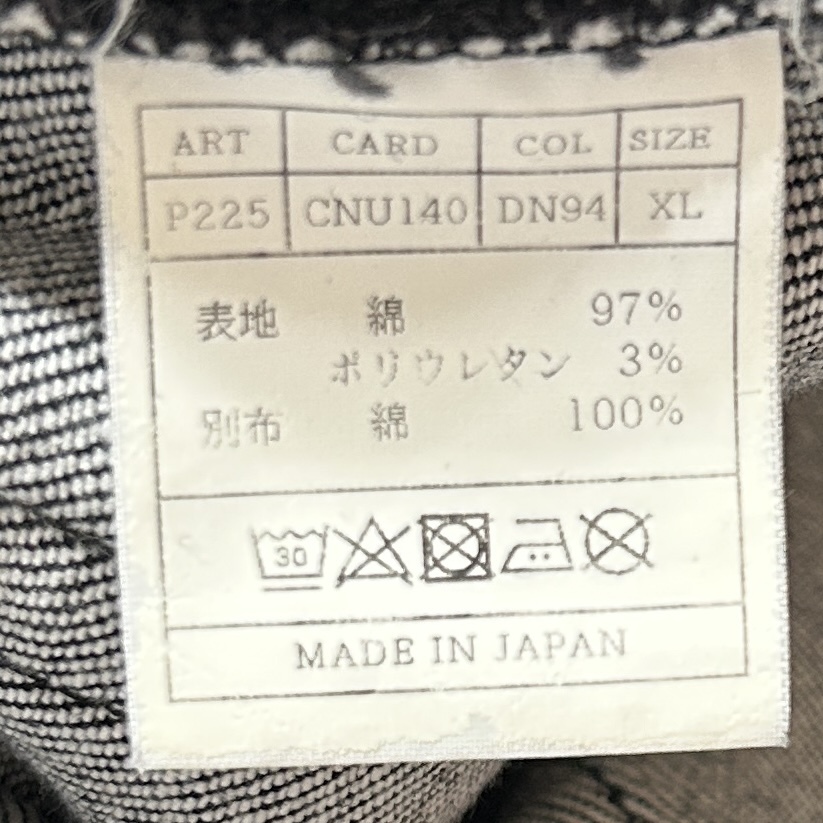 ART CARD COL SIZE
P225 CNU140 DN94 XL
表地 綿 97%
ポリウレタン 3%
別布 綿 100%
30
MADE IN JAPAN